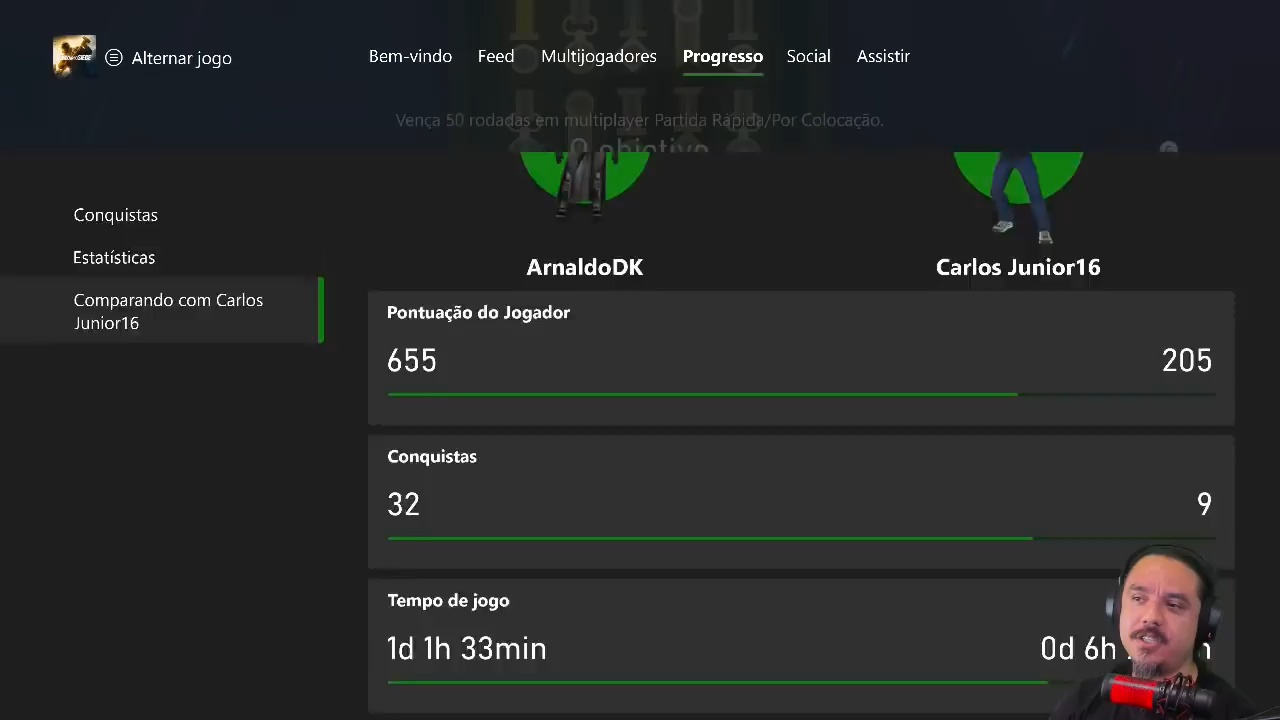 Alternar jogo
Bem-vindo
Feed
Multijogadores
Progresso
Social
Assistir
Vença 50 rodadas em multiplayer Partida Rápida/Por Colocação.
O objetivo
Conquistas
Estatísticas
Comparando com Carlos
Junior16
ArnaldoDK
Carlos Junior16
Pontuação do Jogador
655
205
Conquistas
32
9
Tempo de jogo
1d 1h 33min
0d 6h